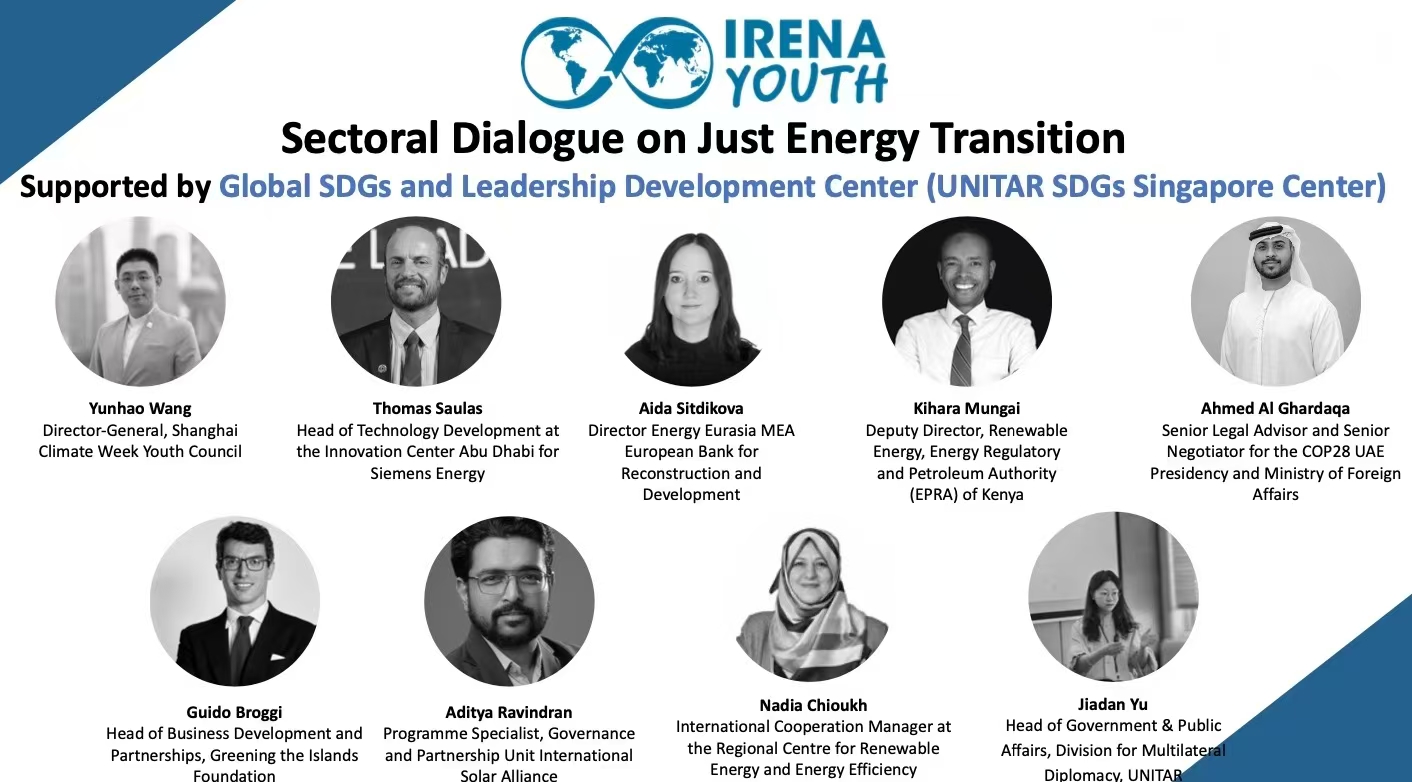 IRENA
YOUTH
Sectoral Dialogue on Just Energy Transition
Supported by Global SDGs and Leadership Development Center (UNITAR SDGs Singapore Center)
E LEAD
Yunhao Wang
Director-General, Shanghai
Climate Week Youth Council
Thomas Saulas
Head of Technology Development at
the Innovation Center Abu Dhabi for
Siemens Energy
Aida Sitdikova
Director Energy Eurasia MEA
European Bank for
Reconstruction and
Development
Kihara Mungai
Deputy Director, Renewable
Energy, Energy Regulatory
and Petroleum Authority
(EPRA) of Kenya
Ahmed Al Ghardaqa
Senior Legal Advisor and Senior
Negotiator for the COP28 UAE
Presidency and Ministry of Foreign
Affairs
Guido Broggi
Head of Business Development and
Partnerships, Greening the Islands
Foundation
Aditya Ravindran
Programme Specialist, Governance
and Partnership Unit International
Solar Alliance
Nadia Chioukh
International Cooperation Manager at
the Regional Centre for Renewable
Energy and Energy Efficiency
Jiadan Yu
Head of Government & Public
Affairs, Division for Multilateral
Diplomacy, UNITAR